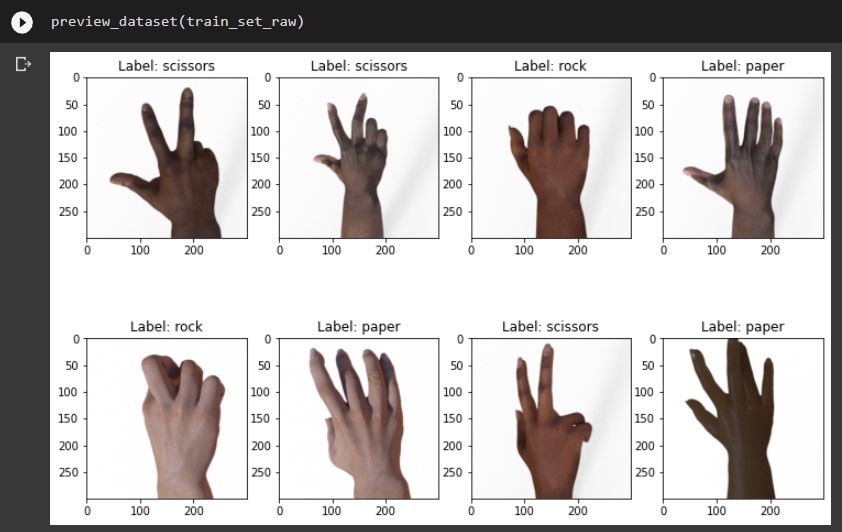 preview_dataset(train_set_raw)
Label: scissors Label: scissors Label: rock Label: paper
0 0 0 0
50 50 50 50
100 100 100 100
150 150 150 150
200 200 200 200
250 250 250 250
0 100 200 0 100 200 0 100 200 0 100 200
Label: rock Label: paper Label: scissors Label: paper
0 0 0 0
50 50 50 50
100 100 100 100
150 150 150 150
200 200 200 200
250 250 250 250
0 100 200 0 100 200 0 100 200 0 100 200